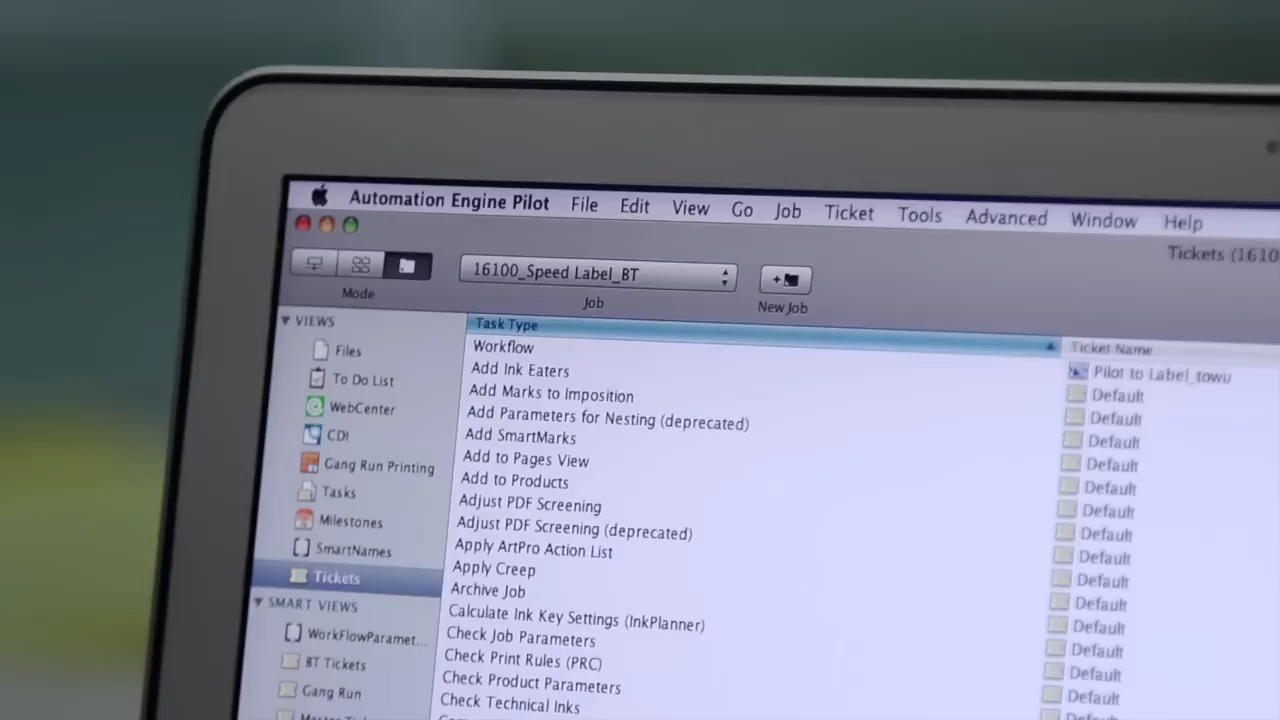 Automation Engine Pilot File Edit View Go Job Ticket Tools Advanced Window Help
Tickets (1610
16100_Speed Label_BT
Mode Job New Job
VIEWS
Files
To Do List
WebCenter
CDI
Gang Run Printing
Tasks
Milestones
SmartNames
Tickets
SMART VIEWS
WorkFlowParamet...
BT Tickets
Gang Run
Task Type Ticket Name
Workflow Pilot to Label_towu
Add Ink Eaters Default
Add Marks to Imposition Default
Add Parameters for Nesting (deprecated) Default
Add SmartMarks Default
Add to Pages View Default
Add to Products Default
Adjust PDF Screening Default
Adjust PDF Screening (deprecated) Default
Apply ArtPro Action List Default
Apply Creep Default
Archive Job Default
Calculate Ink Key Settings (InkPlanner) Default
Check Job Parameters Default
Check Print Rules (PRC) Default
Check Product Parameters
Check Technical Inks